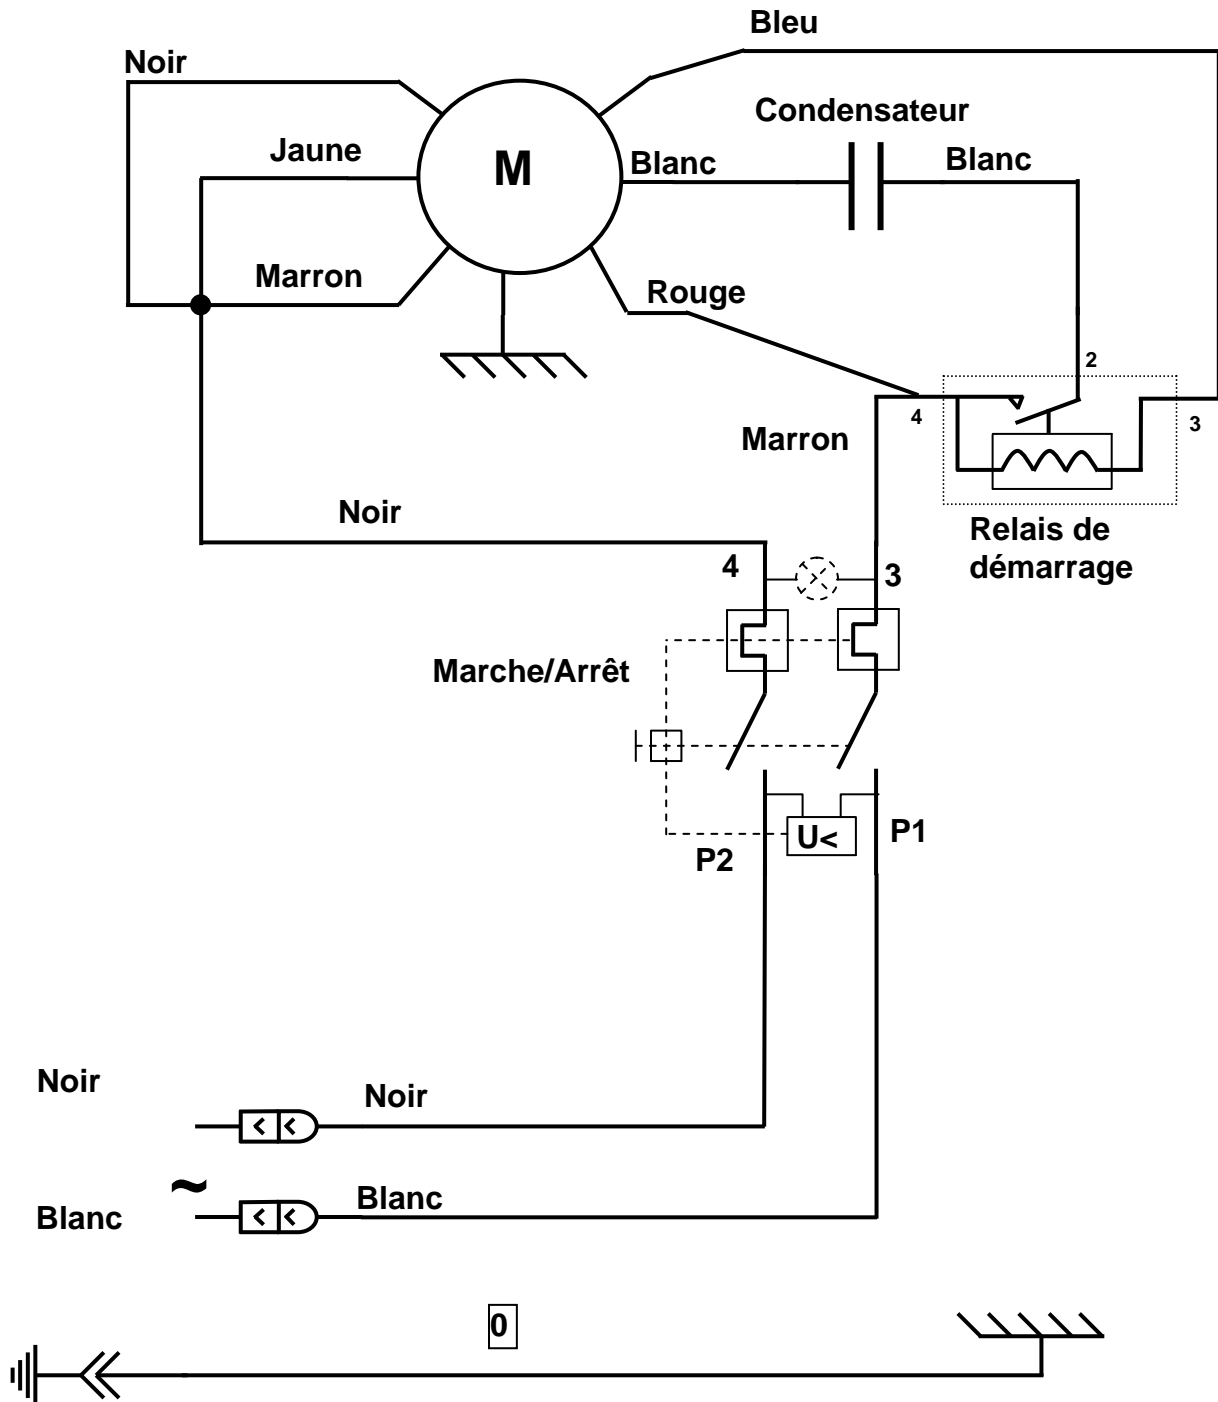 Bleu
Noir
Condensateur
Jaune
M
Blanc
Blanc
Marron
Rouge
2
4
3
Marron
Noir
Relais de
démarrage
4
3
Marche/Arrêt
U<
P1
P2
Noir
Noir
~
Blanc
Blanc
0